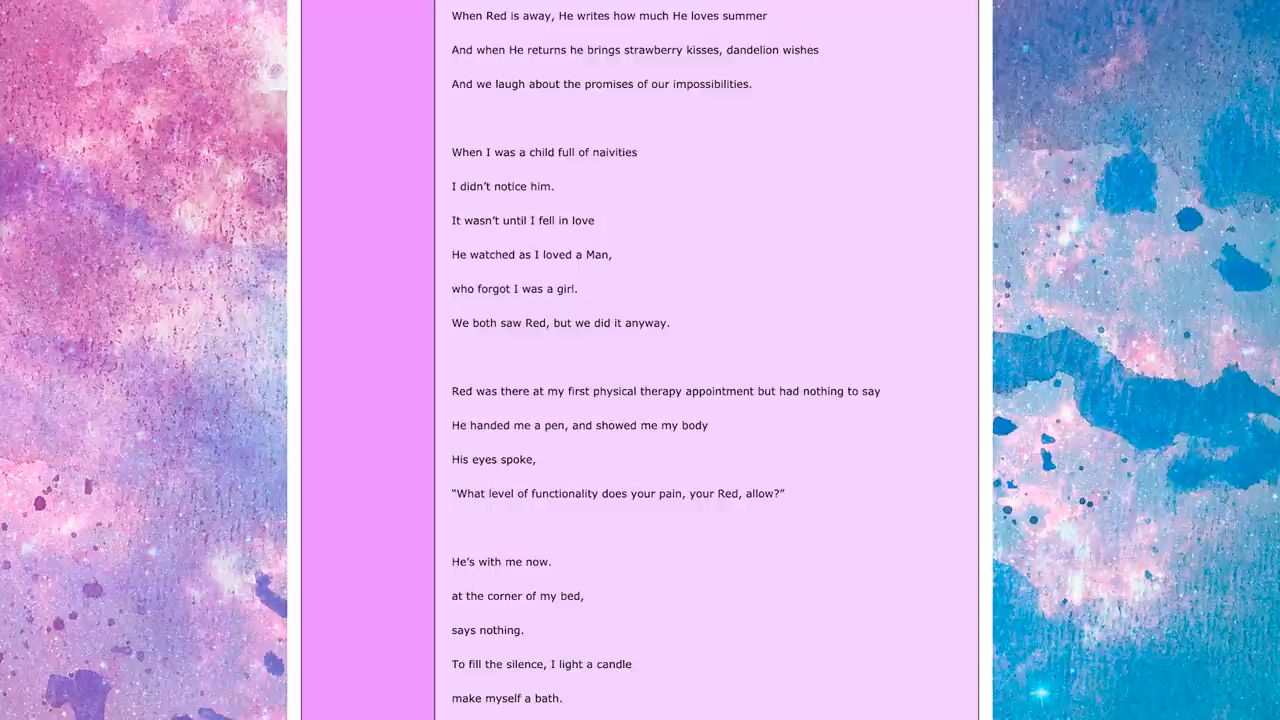 When Red is away, He writes how much He loves summer
And when He returns he brings strawberry kisses, dandelion wishes
And we laugh about the promises of our impossibilities.
When I was a child full of naivities
I didn’t notice him.
It wasn’t until I fell in love
He watched as I loved a Man,
who forgot I was a girl.
We both saw Red, but we did it anyway.
Red was there at my first physical therapy appointment but had nothing to say
He handed me a pen, and showed me my body
His eyes spoke,
“What level of functionality does your pain, your Red, allow?”
He’s with me now.
at the corner of my bed,
says nothing.
To fill the silence, I light a candle
make myself a bath.